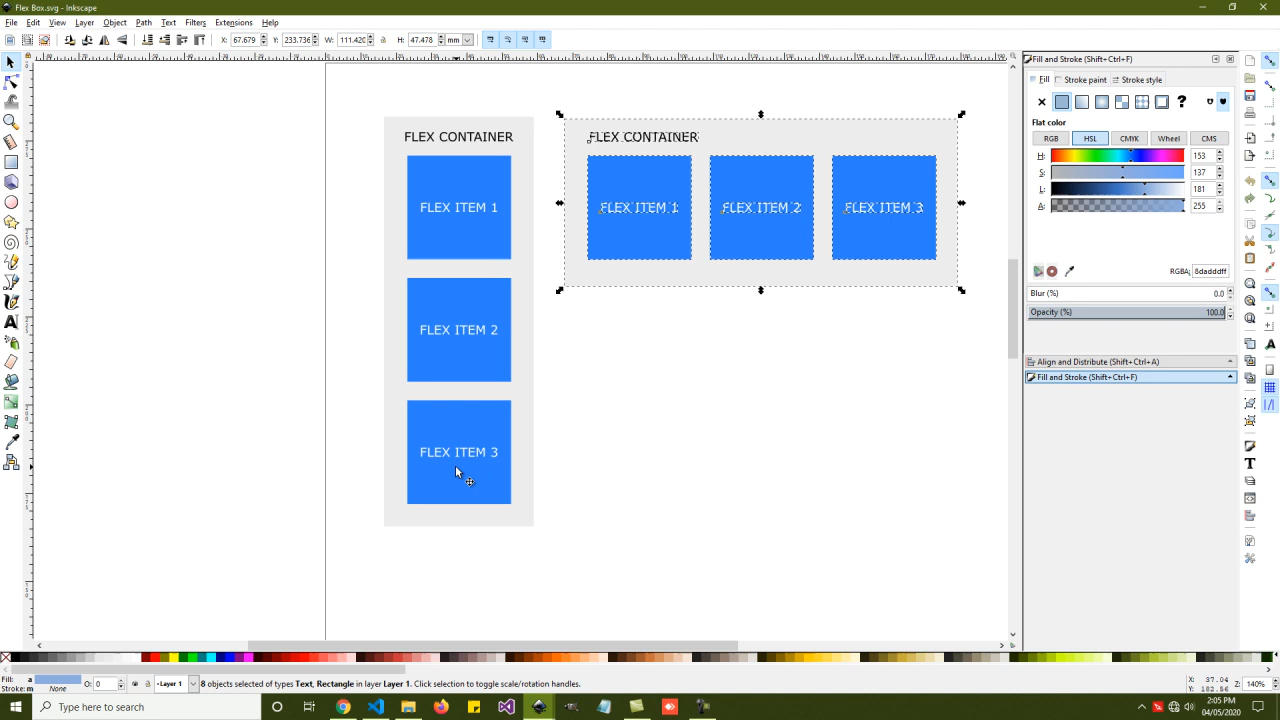 Flex Box.svg - Inkscape
File Edit View Layer Object Path Text Filters Extensions Help
X: 67.679 Y: 233.736 W: 111.420 H: 47.478 mm
Fill and Stroke (Shift+Ctrl+F)
Fill Stroke paint Stroke style
Flat color
RGB HSL CMYK Wheel CMS
H: 153
S: 137
L: 181
A: 255
RGBA: 8dadddff
Blur (%) 0.0
Opacity (%) 100.0
Align and Distribute (Shift+Ctrl+A)
Fill and Stroke (Shift+Ctrl+F)
FLEX CONTAINER
FLEX ITEM 1
FLEX ITEM 2
FLEX ITEM 3
FLEX CONTAINER
FLEX ITEM 1 FLEX ITEM 2 FLEX ITEM 3
Fill: a
Stroke: m None
O: 0
Layer 1
8 objects selected of types Text, Rectangle in layer Layer 1. Click selection to toggle scale/rotation handles.
X: 37.04
Y: 182.56
Z: 140%
Type here to search
2:05 PM
04/05/2020